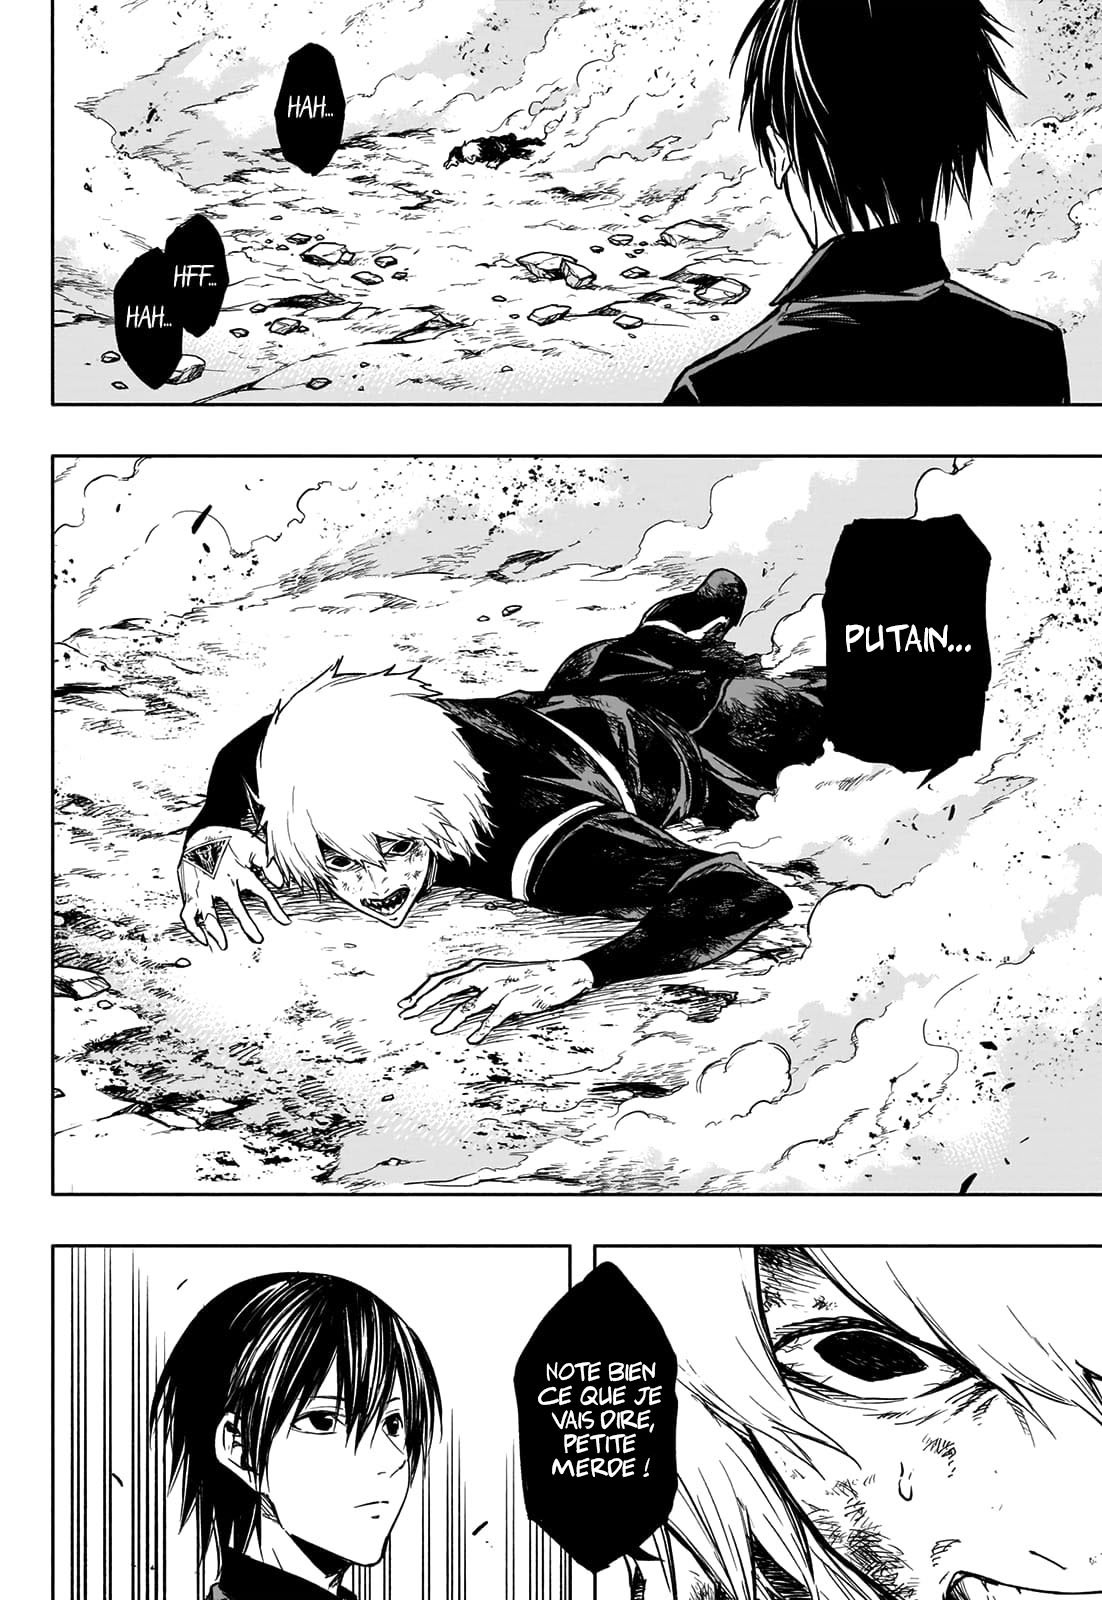 HAH...
HFF...
HAH...
PUTAIN...
NOTE BIEN
CE QUE JE
VAIS DIRE,
PETITE
MERDE !